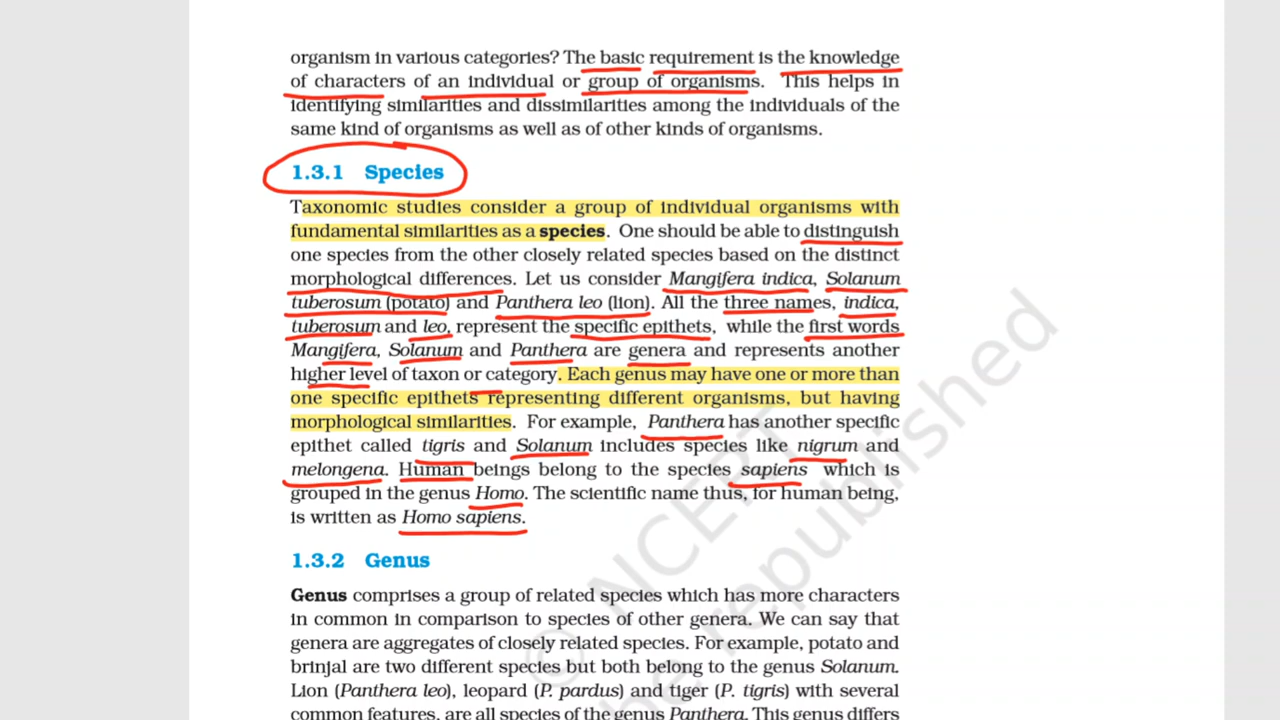 organism in various categories? The basic requirement is the knowledge
of characters of an individual or group of organisms. This helps in
identifying similarities and dissimilarities among the individuals of the
same kind of organisms as well as of other kinds of organisms.
1.3.1 Species
Taxonomic studies consider a group of individual organisms with
fundamental similarities as a species. One should be able to distinguish
one species from the other closely related species based on the distinct
morphological differences. Let us consider Mangifera indica, Solanum
tuberosum (potato) and Panthera leo (lion). All the three names, indica,
tuberosum and leo, represent the specific epithets, while the first words
Mangifera, Solanum and Panthera are genera and represents another
higher level of taxon or category. Each genus may have one or more than
one specific epithets representing different organisms, but having
morphological similarities. For example, Panthera has another specific
epithet called tigris and Solanum includes species like nigrum and
melongena. Human beings belong to the species sapiens which is
grouped in the genus Homo. The scientific name thus, for human being,
is written as Homo sapiens.
1.3.2 Genus
Genus comprises a group of related species which has more characters
in common in comparison to species of other genera. We can say that
genera are aggregates of closely related species. For example, potato and
brinjal are two different species but both belong to the genus Solanum.
Lion (Panthera leo), leopard (P. pardus) and tiger (P. tigris) with several
common features, are all species of the genus Panthera. This genus differs
© NCERT
be republished